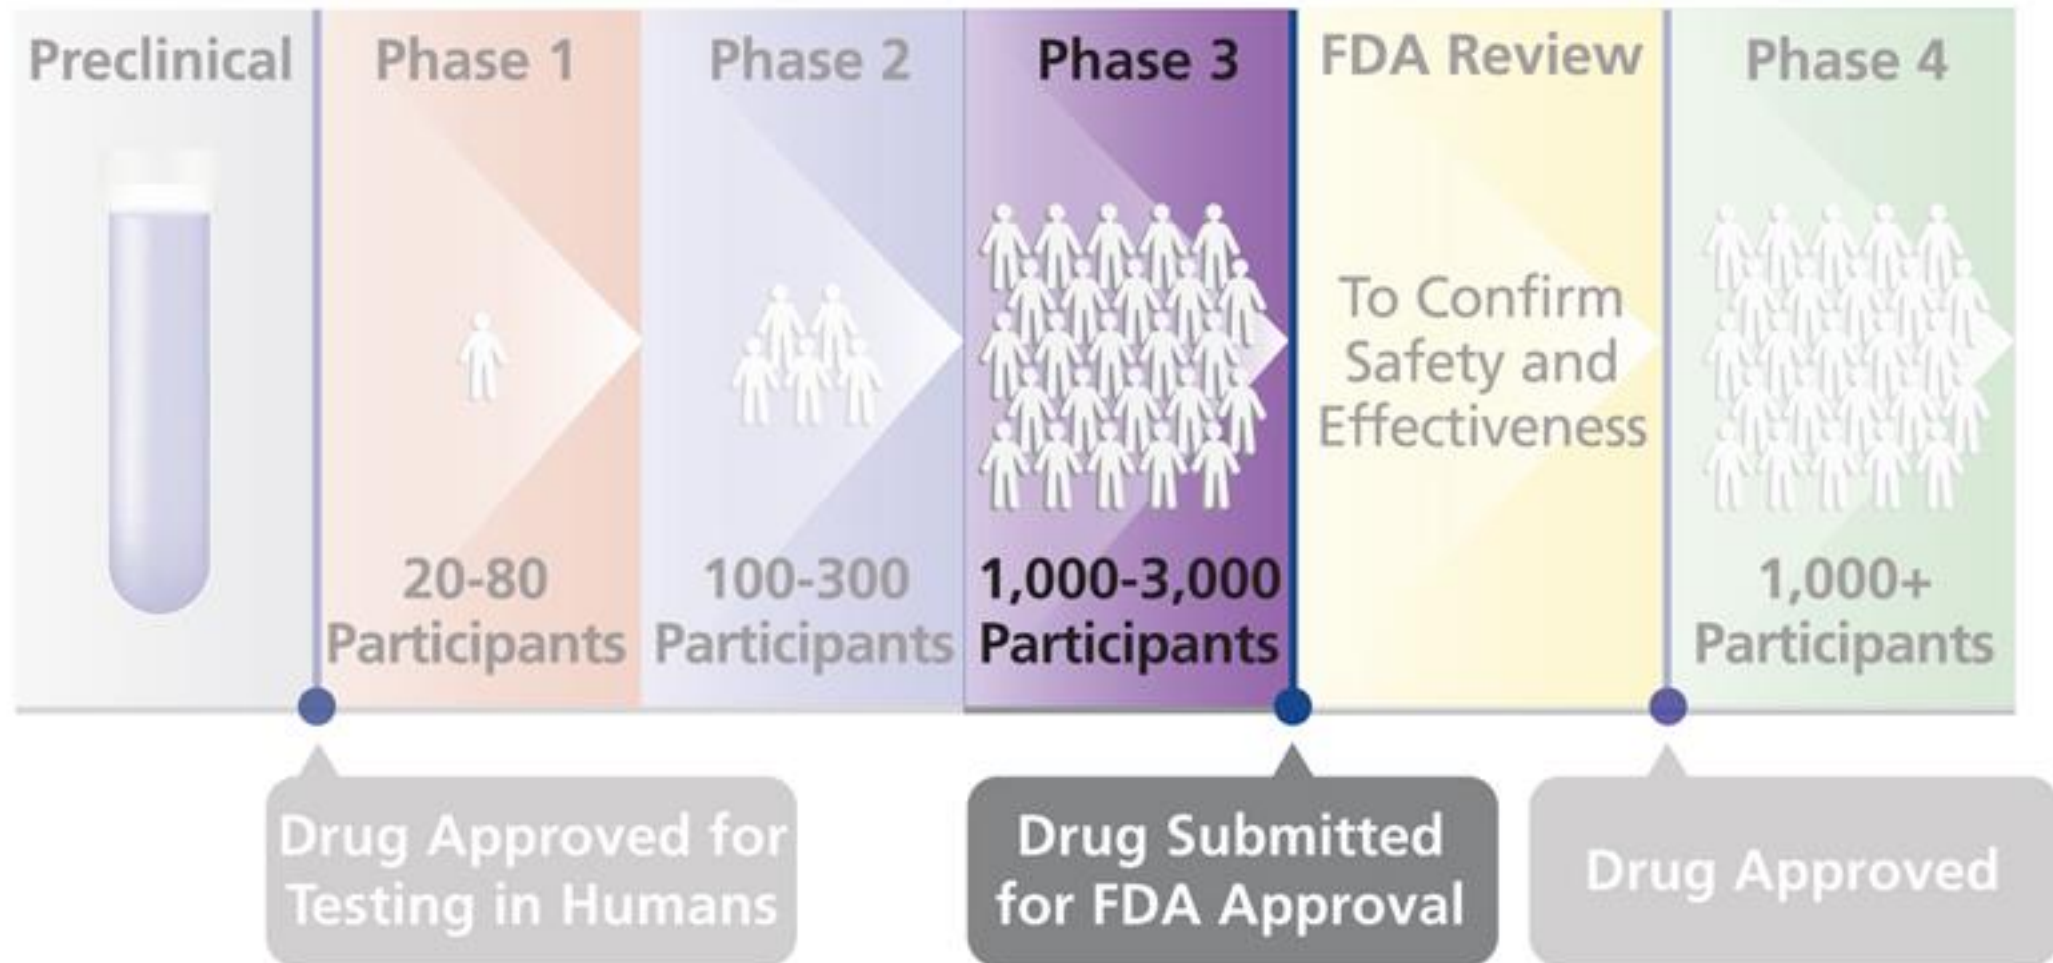 Preclinical
Phase 1
Phase 2
Phase 3
FDA Review
Phase 4
To Confirm
Safety and
Effectiveness
20-80
Participants
100-300
Participants
1,000-3,000
Participants
1,000+
Participants
Drug Approved for
Testing in Humans
Drug Submitted
for FDA Approval
Drug Approved